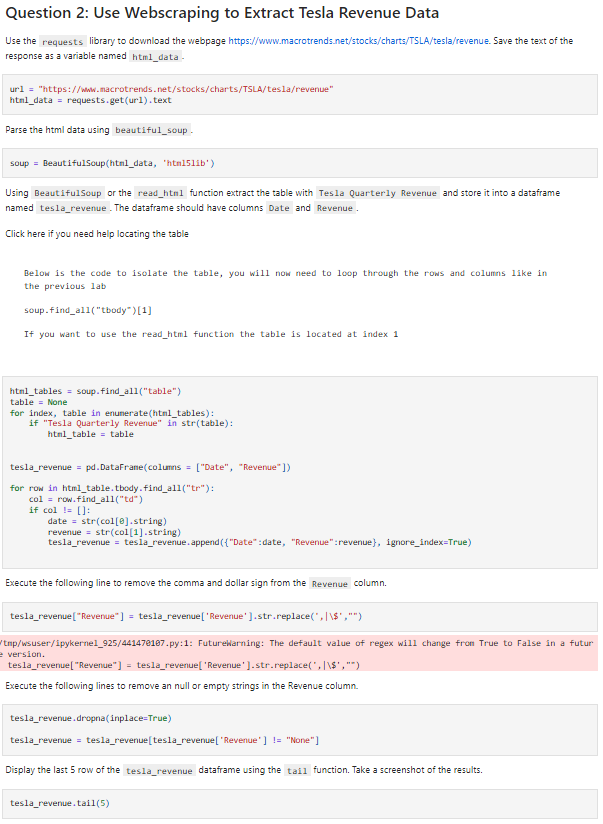 Question 2: Use Webscraping to Extract Tesla Revenue Data
Use the requests library to download the webpage https://www.macrotrends.net/stocks/charts/TSLA/tesla/revenue. Save the text of the
response as a variable named html_data.
url = "https://www.macrotrends.net/stocks/charts/TSLA/tesla/revenue"
html_data = requests.get(url).text
Parse the html data using beautiful_soup.
soup = BeautifulSoup(html_data, 'html5lib')
Using BeautifulSoup or the read_html function extract the table with Tesla Quarterly Revenue and store it into a dataframe
named tesla_revenue. The dataframe should have columns Date and Revenue.
Click here if you need help locating the table
Below is the code to isolate the table, you will now need to loop through the rows and columns like in
the previous lab
soup.find_all("tbody")[1]
If you want to use the read_html function the table is located at index 1
html_tables = soup.find_all("table")
table = None
for index, table in enumerate(html_tables):
    if "Tesla Quarterly Revenue" in str(table):
        html_table = table
tesla_revenue = pd.DataFrame(columns = ["Date", "Revenue"])
for row in html_table.tbody.find_all("tr"):
    col = row.find_all("td")
    if col != []:
        date = str(col[0].string)
        revenue = str(col[1].string)
        tesla_revenue = tesla_revenue.append({"Date":date, "Revenue":revenue}, ignore_index=True)
Execute the following line to remove the comma and dollar sign from the Revenue column.
tesla_revenue["Revenue"] = tesla_revenue['Revenue'].str.replace(',|\$',"")
/tmp/wsuser/ipykernel_925/441470107.py:1: FutureWarning: The default value of regex will change from True to False in a futur
e version.
  tesla_revenue["Revenue"] = tesla_revenue['Revenue'].str.replace(',|\$',"")
Execute the following lines to remove an null or empty strings in the Revenue column.
tesla_revenue.dropna(inplace=True)
tesla_revenue = tesla_revenue[tesla_revenue['Revenue'] != "None"]
Display the last 5 row of the tesla_revenue dataframe using the tail function. Take a screenshot of the results.
tesla_revenue.tail(5)